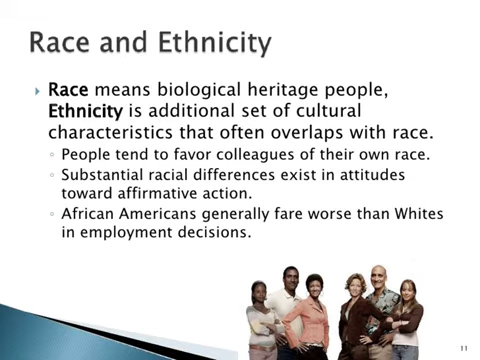 Race and Ethnicity
Race means biological heritage people,
Ethnicity is additional set of cultural
characteristics that often overlaps with race.
People tend to favor colleagues of their own race.
Substantial racial differences exist in attitudes
toward affirmative action.
African Americans generally fare worse than Whites
in employment decisions.
11